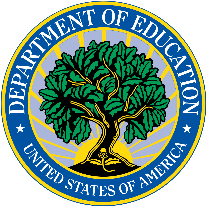 DEPARTMENT OF EDUCATION
UNITED STATES OF AMERICA